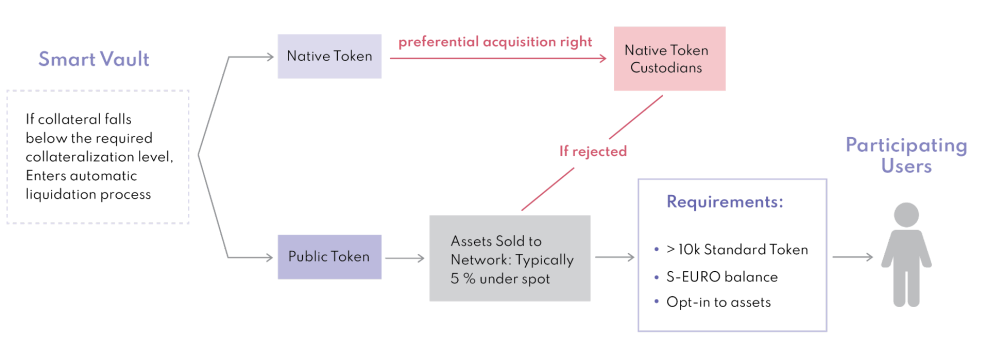 Smart Vault
If collateral falls
below the required
collateralization level,
Enters automatic
liquidation process
Native Token
preferential acquisition right
Native Token
Custodians
If rejected
Public Token
Assets Sold to
Network: Typically
5 % under spot
Requirements:
• > 10k Standard Token
• S-EURO balance
• Opt-in to assets
Participating
Users